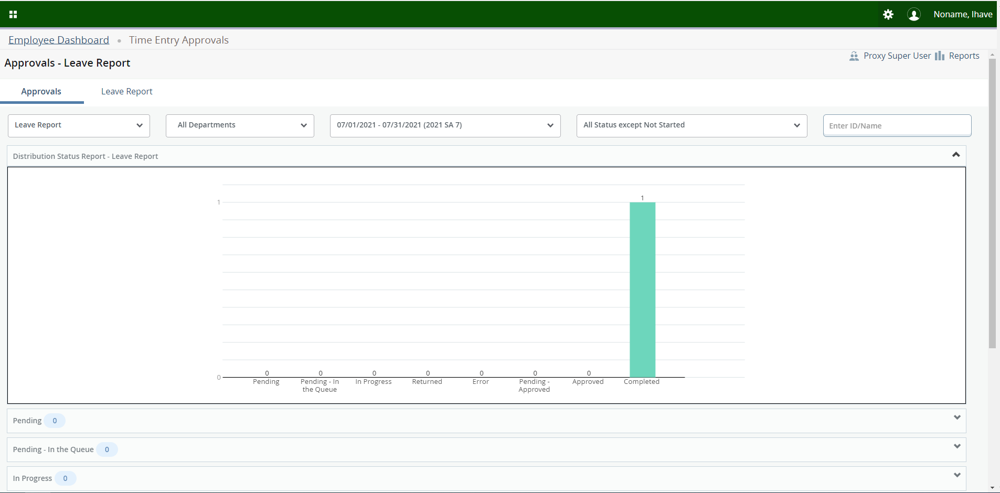 Noname, Ihave
Employee Dashboard • Time Entry Approvals
Approvals - Leave Report
Proxy Super User Reports
Approvals Leave Report
Leave Report
All Departments
07/01/2021 - 07/31/2021 (2021 SA 7)
All Status except Not Started
Enter ID/Name
Distribution Status Report - Leave Report
1
1
0
0 0 0 0 0 0 0
Pending
Pending - In
the Queue
In Progress
Returned
Error
Pending -
Approved
Approved
Completed
Pending 0
Pending - In the Queue 0
In Progress 0